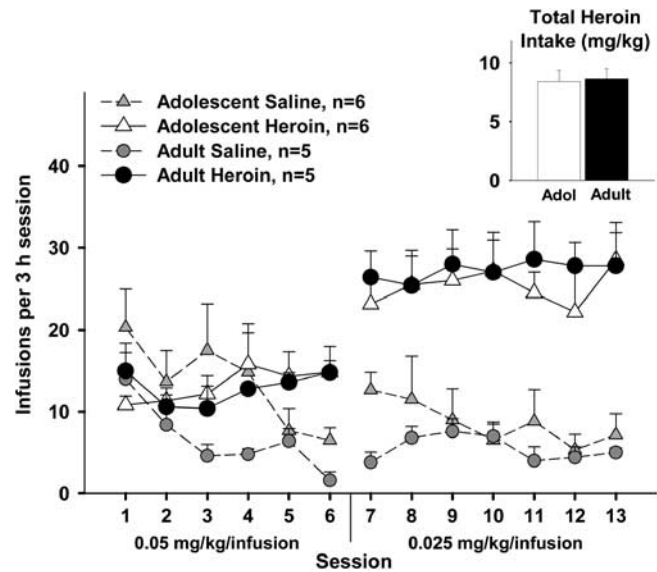 Total Heroin
Intake (mg/kg)
10
5
0
Adol Adult
Adolescent Saline, n=6
Adolescent Heroin, n=6
Adult Saline, n=5
Adult Heroin, n=5
Infusions per 3 h session
40
30
20
10
0
1 2 3 4 5 6 7 8 9 10 11 12 13
0.05 mg/kg/infusion 0.025 mg/kg/infusion
Session